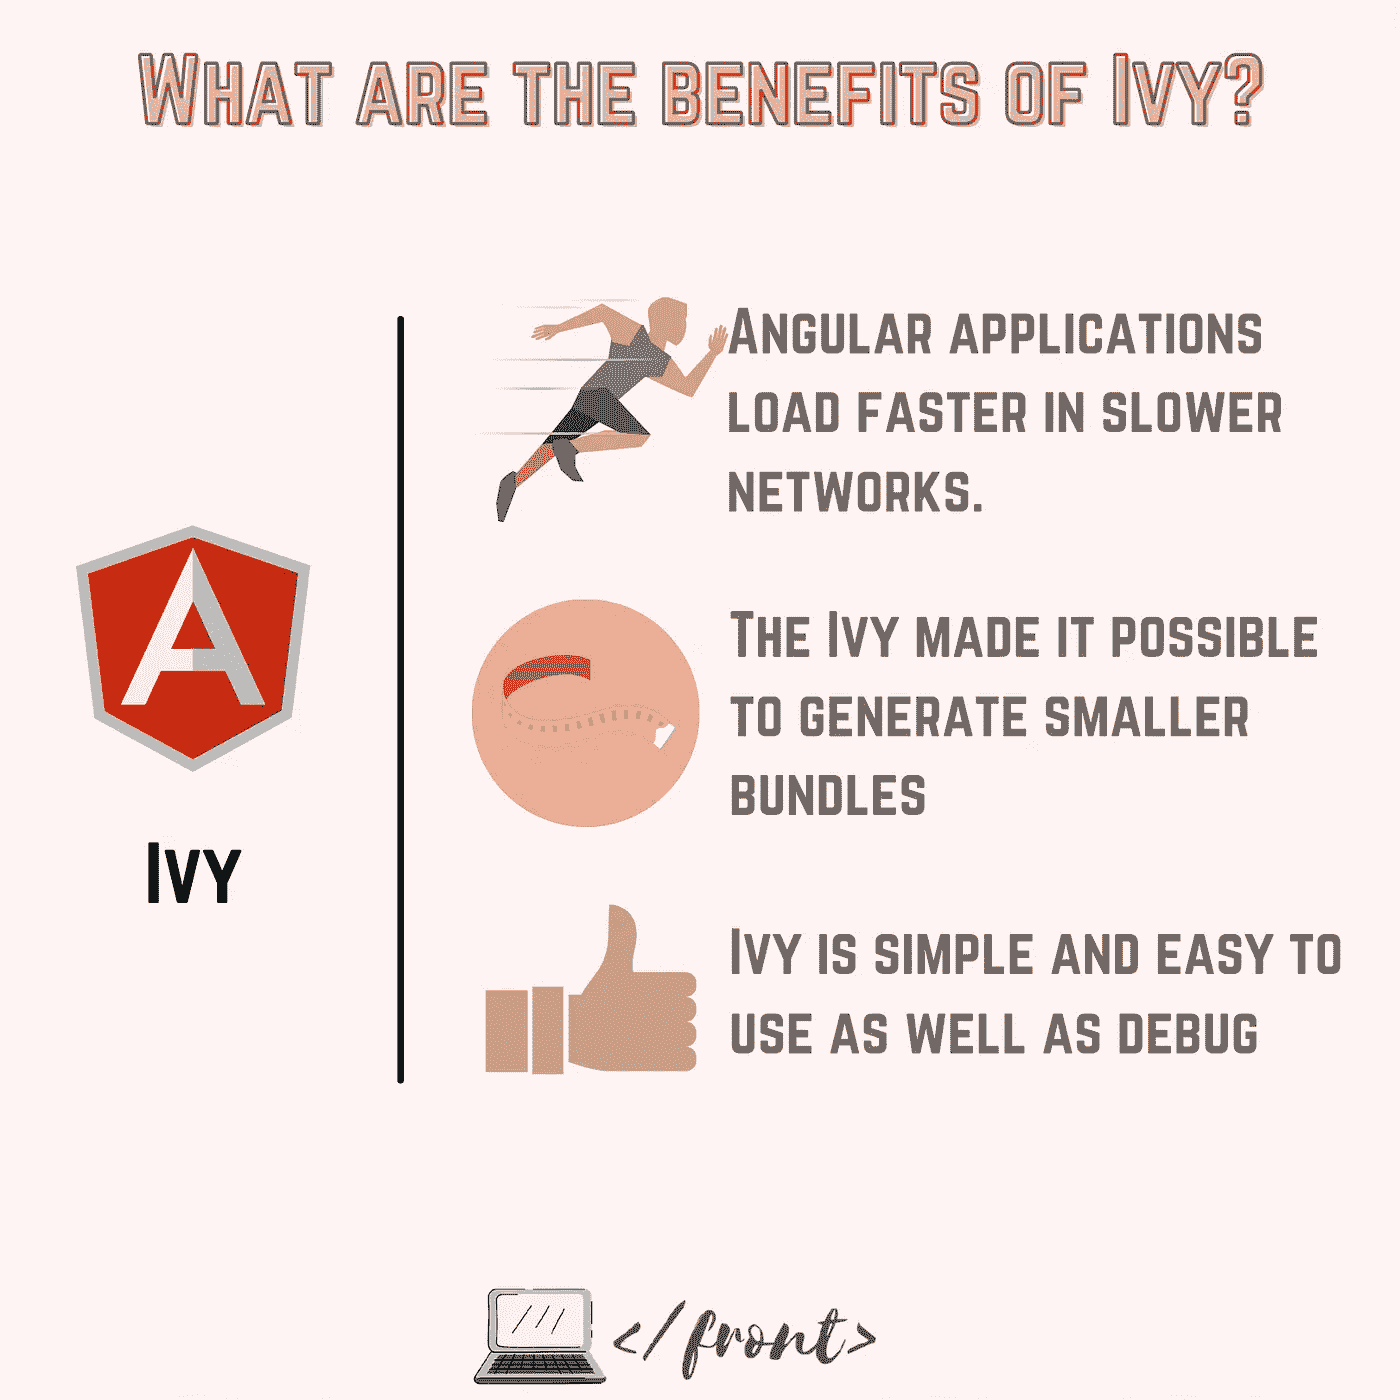 What are the benefits of Ivy?
Angular applications
load faster in slower
networks.
The Ivy made it possible
to generate smaller
bundles
Ivy
Ivy is simple and easy to
use as well as debug
</front>